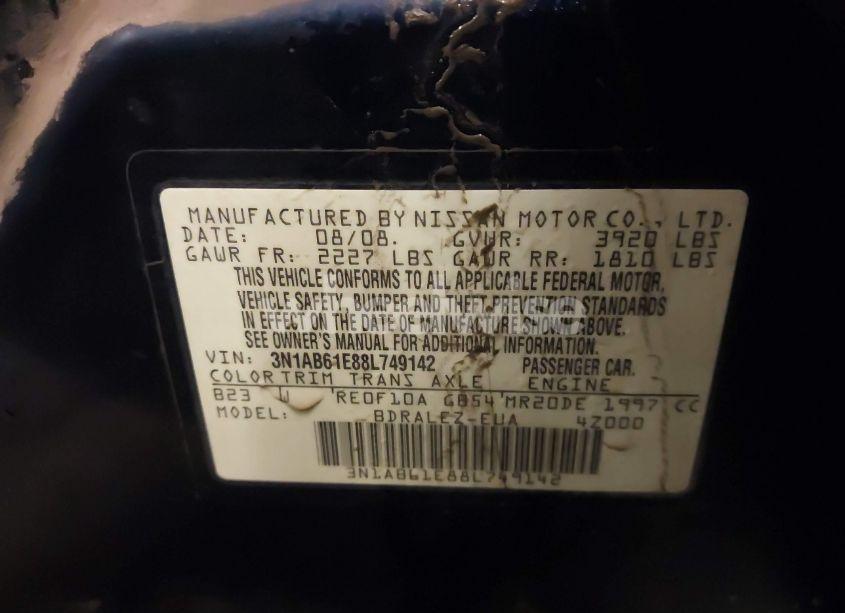 MANUFACTURED BY NISSAN MOTOR CO., LTD.
DATE: 08/08. GVWR: 3920 LBS
GAWR FR: 2227 LBS GAWR RR: 1810 LBS
THIS VEHICLE CONFORMS TO ALL APPLICABLE FEDERAL MOTOR,
VEHICLE SAFETY, BUMPER AND THEFT PREVENTION STANDARDS
IN EFFECT ON THE DATE OF MANUFACTURE SHOWN ABOVE.
SEE OWNER'S MANUAL FOR ADDITIONAL INFORMATION.
VIN: 3N1AB61E88L749142 PASSENGER CAR.
COLOR TRIM TRANS AXLE ENGINE
B23 W RE0F10A GB54 MR20DE 1997 CC
MODEL: BDRALEZ-EUA 4Z000
3N1AB61E88L749142